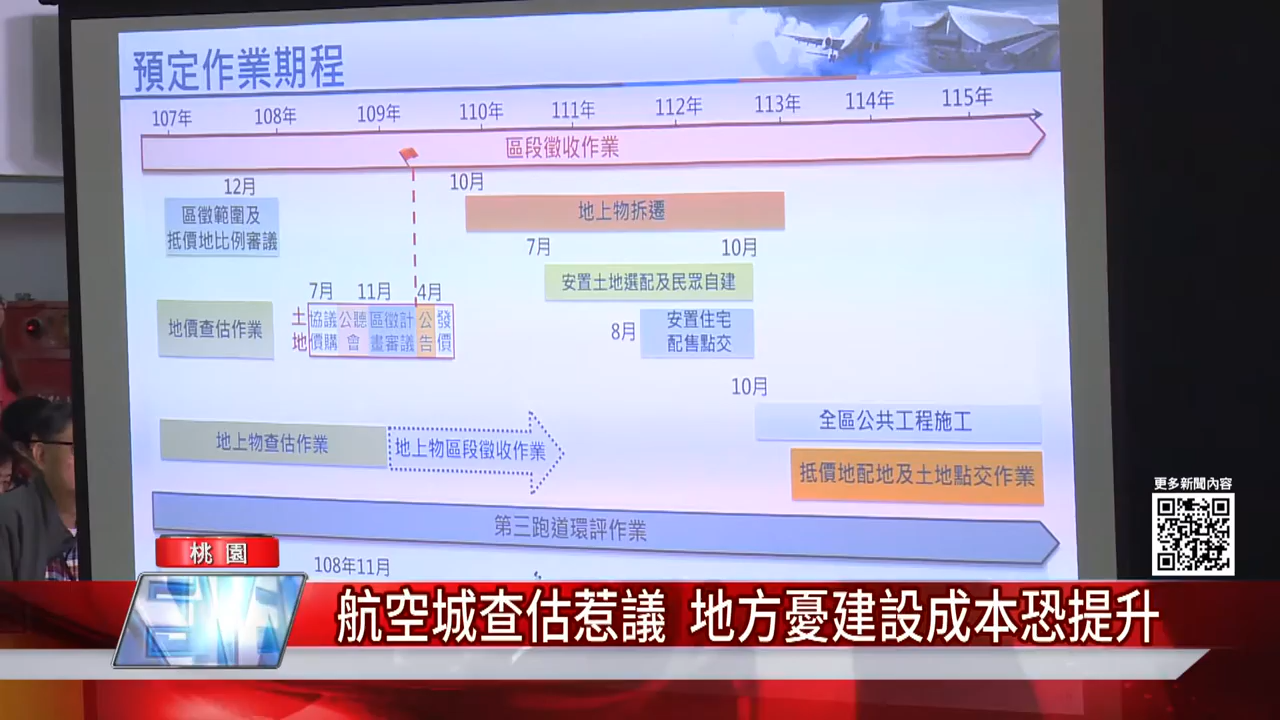 預定作業期程
107年 108年 109年 110年 111年 112年 113年 114年 115年
區段徵收作業
12月
區徵範圍及
抵價地比例審議
10月
地上物拆遷
7月 10月
安置土地選配及民眾自建
7月 11月 4月
地價查估作業
土地
協議價購
公聽會
區徵計畫審議
公告
發價
8月
安置住宅
配售點交
10月
全區公共工程施工
地上物查估作業
地上物區段徵收作業
抵價地配地及土地點交作業
第三跑道環評作業
108年11月
更多新聞內容
桃園
航空城查估惹議 地方憂建設成本恐提升